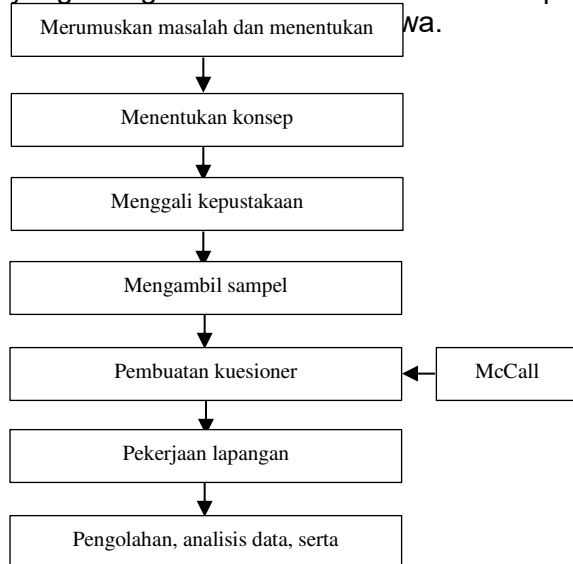 Merumuskan masalah dan menentukan
wa.
Menentukan konsep
Menggali kepustakaan
Mengambil sampel
Pembuatan kuesioner
McCall
Pekerjaan lapangan
Pengolahan, analisis data, serta